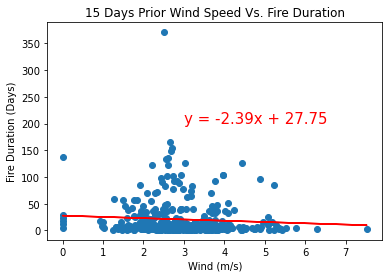 15 Days Prior Wind Speed Vs. Fire Duration
350
300
250
200
150
100
50
0
Fire Duration (Days)
y = -2.39x + 27.75
0 1 2 3 4 5 6 7
Wind (m/s)